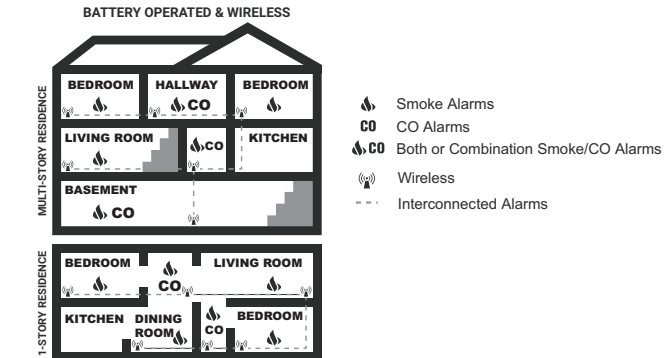 BATTERY OPERATED & WIRELESS
MULTI-STORY RESIDENCE
BEDROOM
HALLWAY
CO
BEDROOM
LIVING ROOM
CO
KITCHEN
BASEMENT
CO
1-STORY RESIDENCE
BEDROOM
CO
LIVING ROOM
KITCHEN
DINING
ROOM
CO
BEDROOM
Smoke Alarms
CO CO Alarms
CO Both or Combination Smoke/CO Alarms
Wireless
Interconnected Alarms